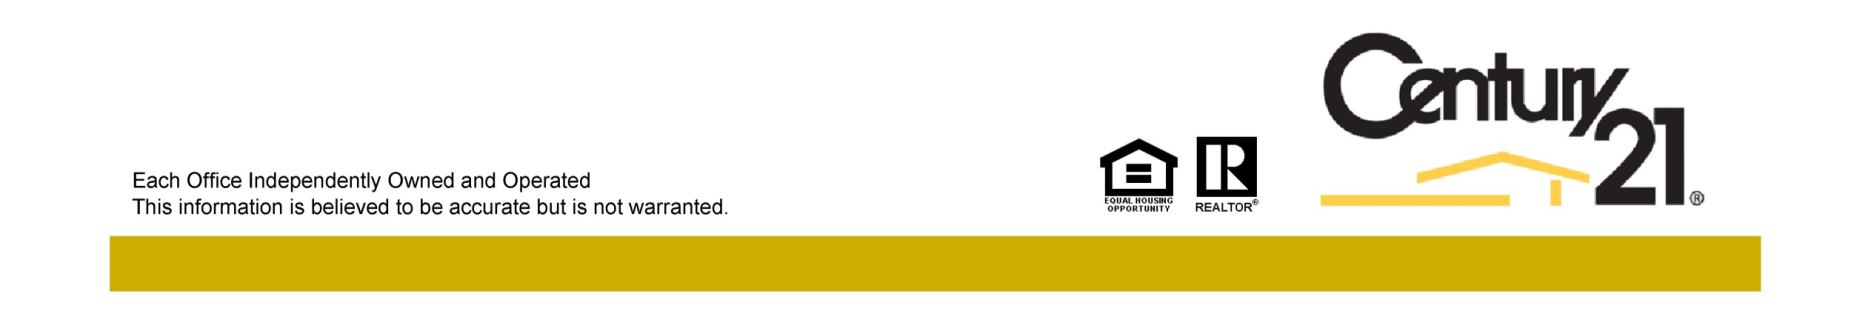 Century 21®
EQUAL HOUSING
OPPORTUNITY
REALTOR®
Each Office Independently Owned and Operated
This information is believed to be accurate but is not warranted.